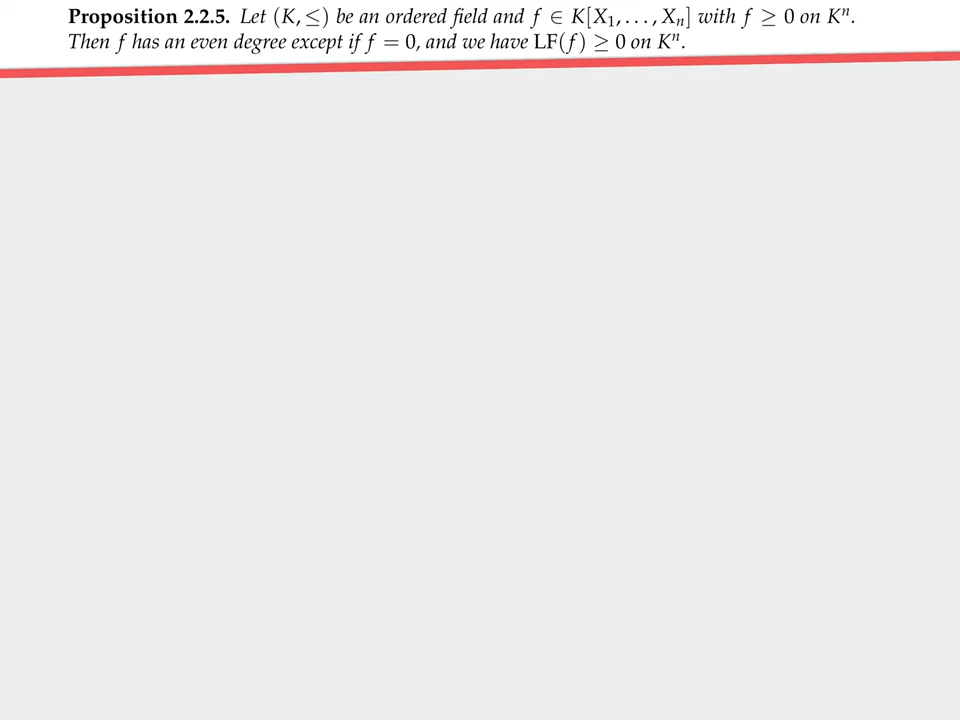 Proposition 2.2.5. Let (K, ≤) be an ordered field and f ∈ K[X₁, . . . , Xₙ] with f ≥ 0 on Kⁿ.
Then f has an even degree except if f = 0, and we have LF(f) ≥ 0 on Kⁿ.